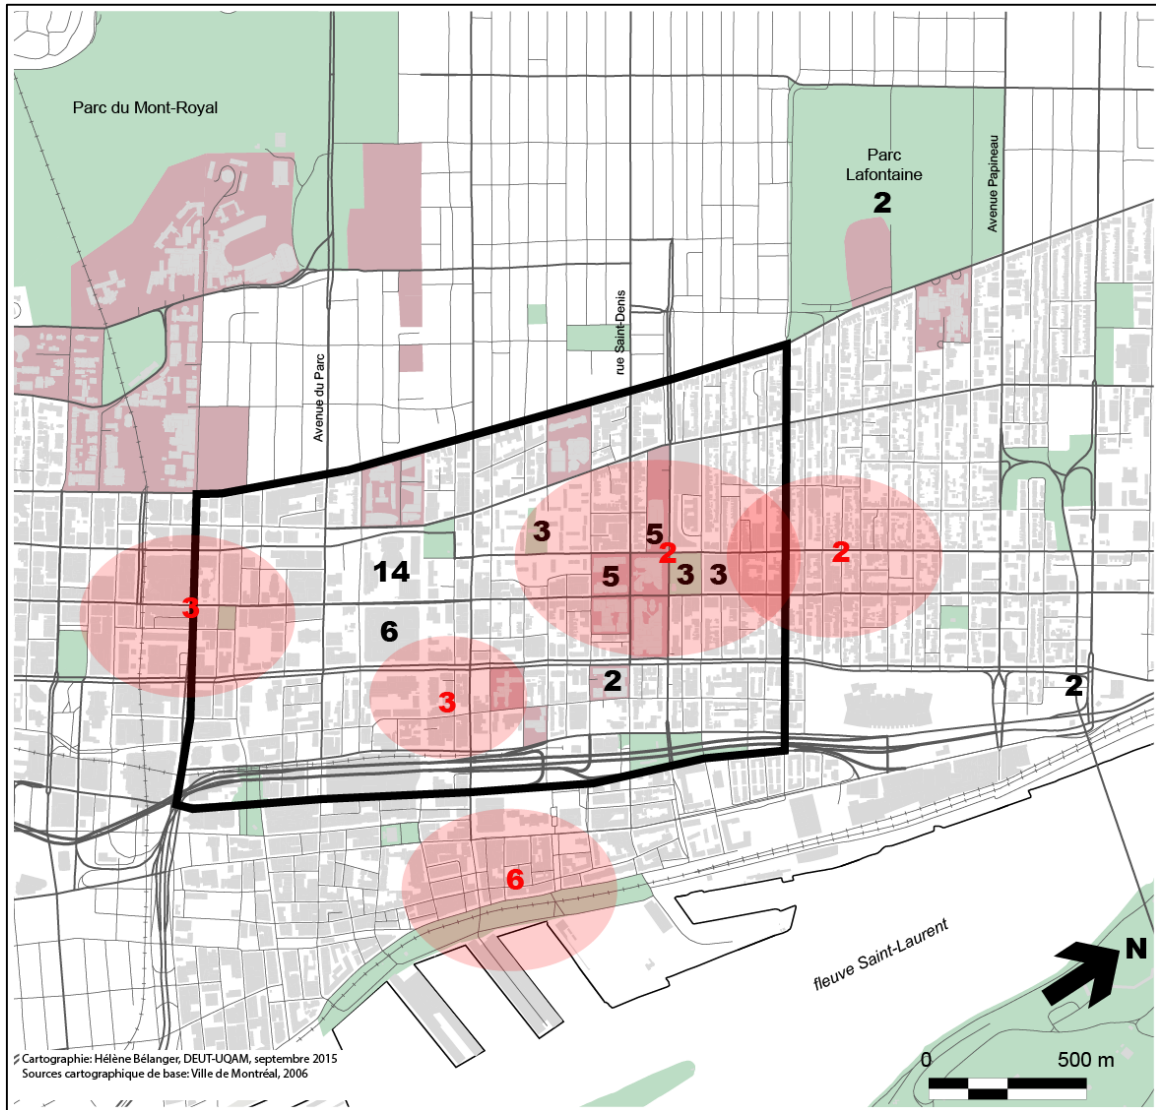 Parc du Mont-Royal
Parc
Lafontaine
2
Avenue Papineau
rue Saint-Denis
Avenue du Parc
3
5
2
2
14
5
3
3
3
6
2
2
3
6
fleuve Saint-Laurent
N
Cartographie: Hélène Bélanger, DEUT-UQAM, septembre 2015
Sources cartographique de base: Ville de Montréal, 2006
0
500 m